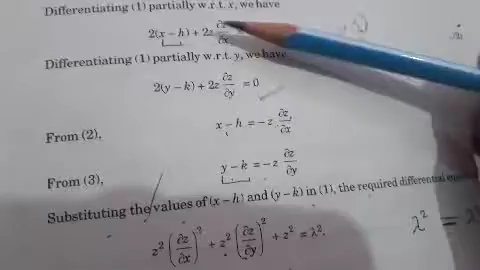 Differentiating (1) partially w.r.t. x, we have
2(x – h) + 2z ∂z/∂x
Differentiating (1) partially w.r.t. y, we have
2(y – k) + 2z ∂z/∂y = 0
From (2), x – h = –z ∂z/∂x
From (3), y – k = –z ∂z/∂y
Substituting the values of (x – h) and (y – k) in (1), the required differential
z² (∂z/∂x)² + z² (∂z/∂y)² + z² = λ².
λ² =